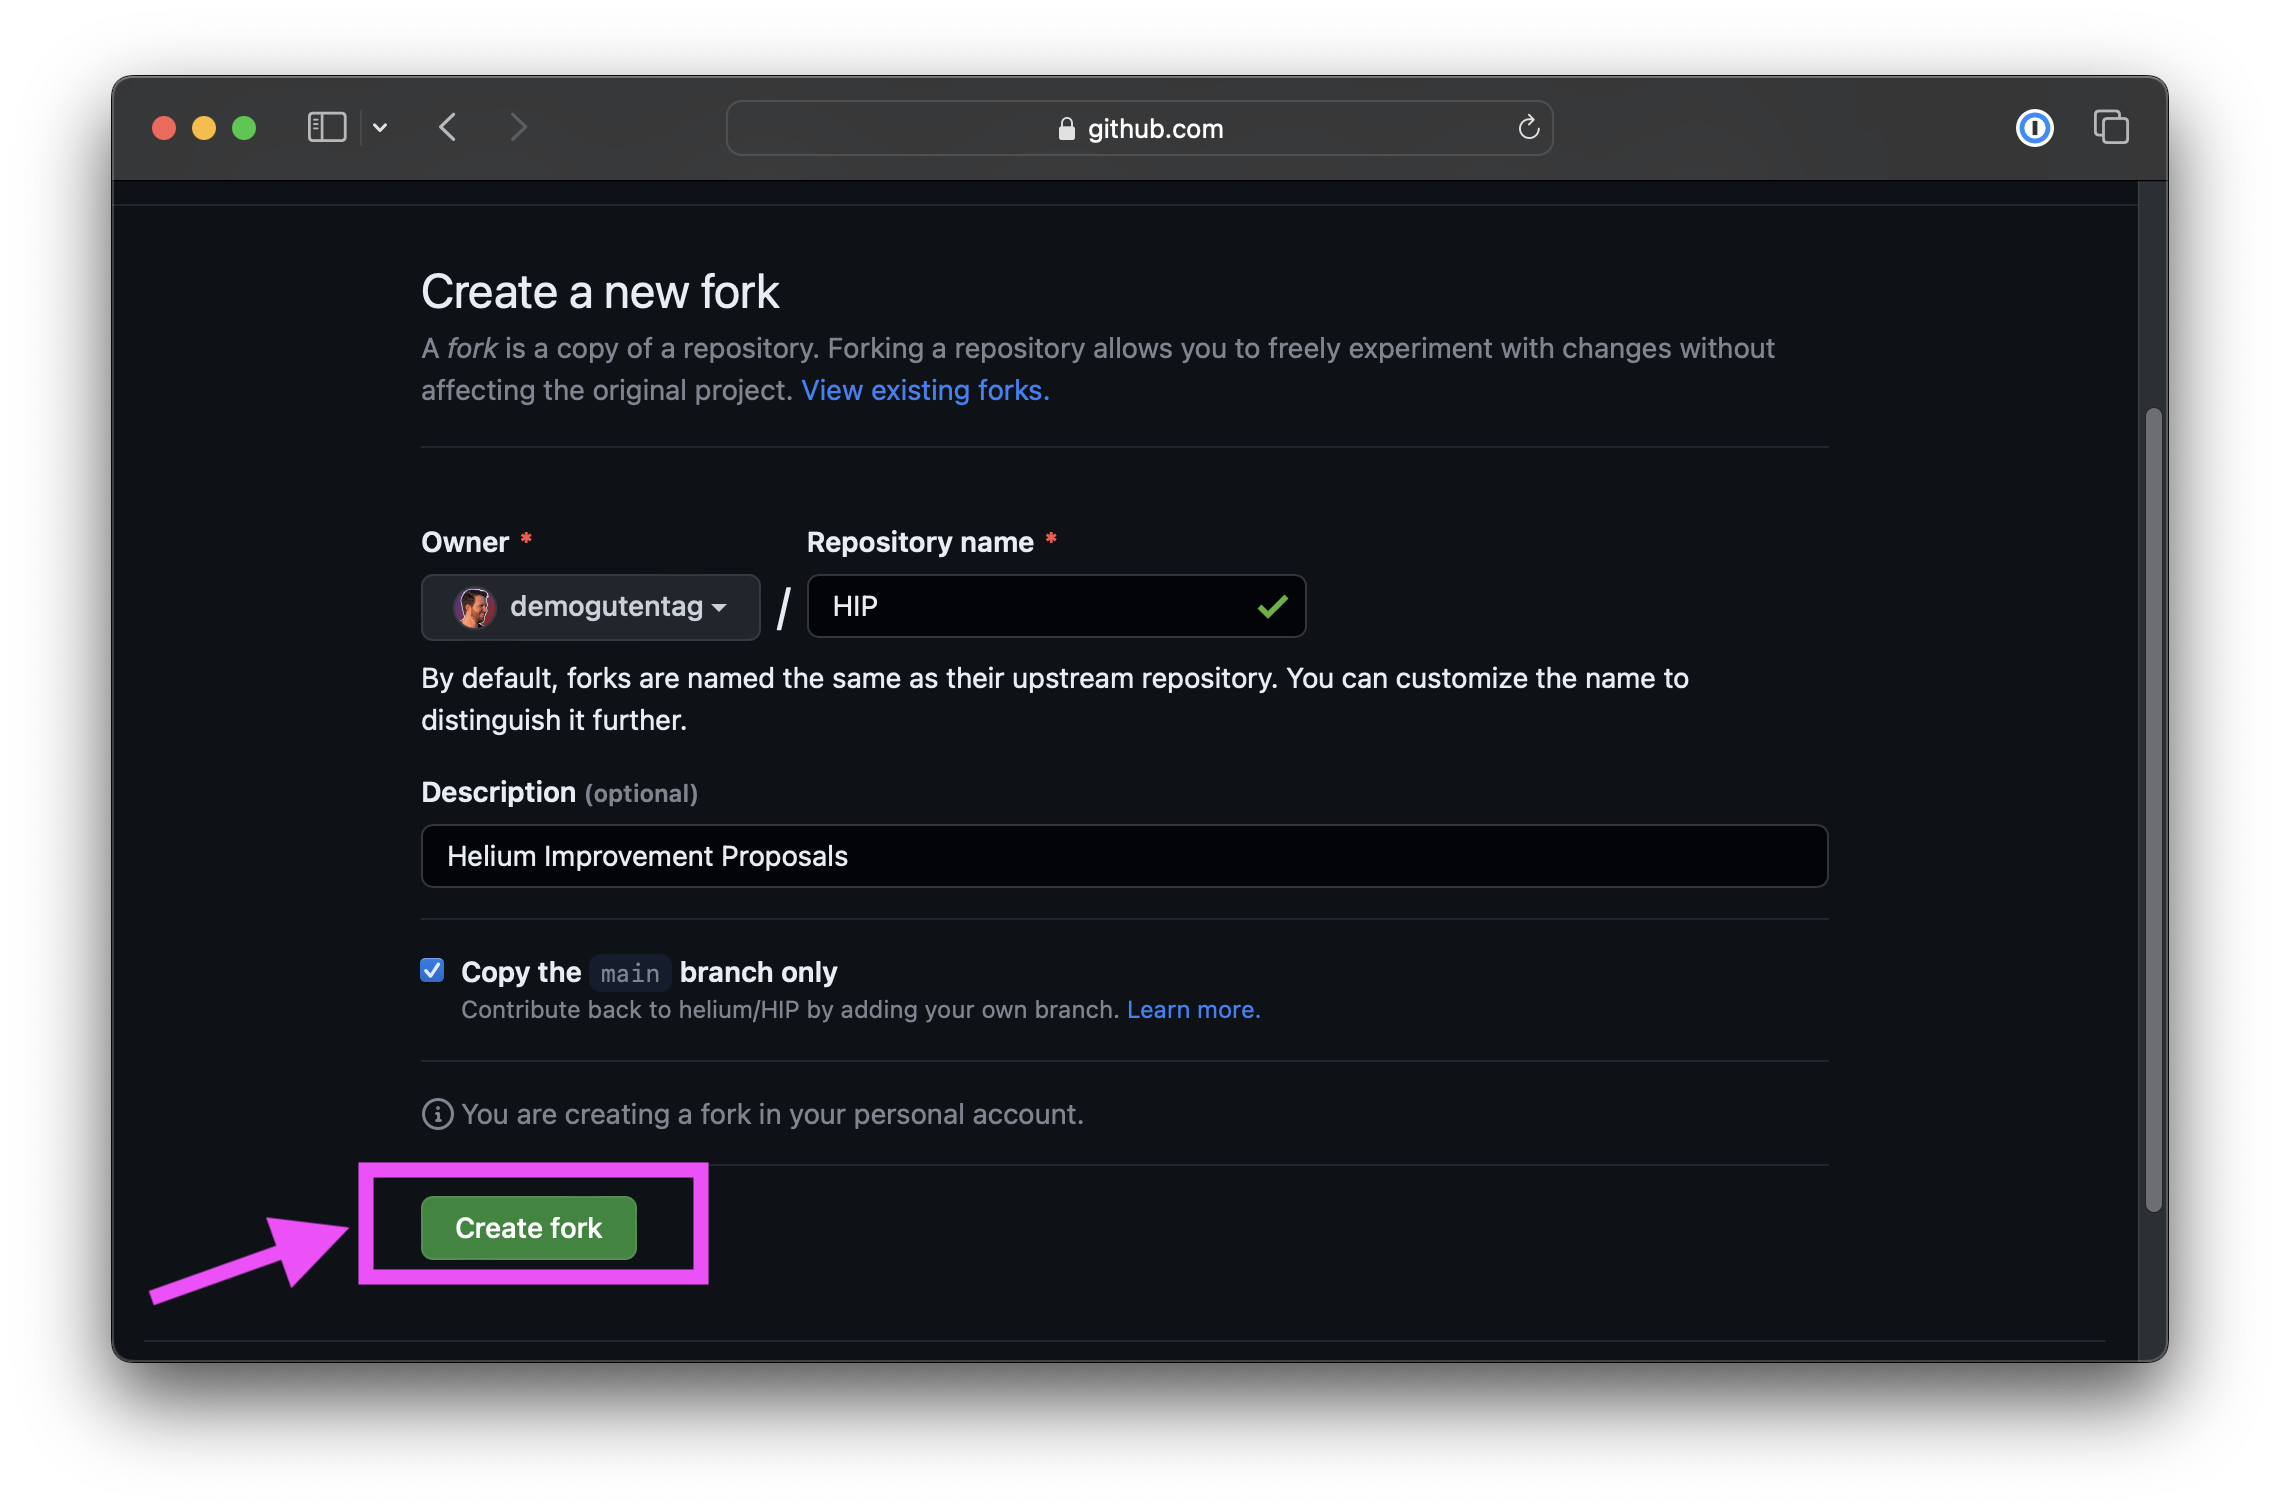 github.com
Create a new fork
A fork is a copy of a repository. Forking a repository allows you to freely experiment with changes without
affecting the original project. View existing forks.
Owner * Repository name *
demogutentag / HIP
By default, forks are named the same as their upstream repository. You can customize the name to
distinguish it further.
Description (optional)
Helium Improvement Proposals
Copy the main branch only
Contribute back to helium/HIP by adding your own branch. Learn more.
You are creating a fork in your personal account.
Create fork